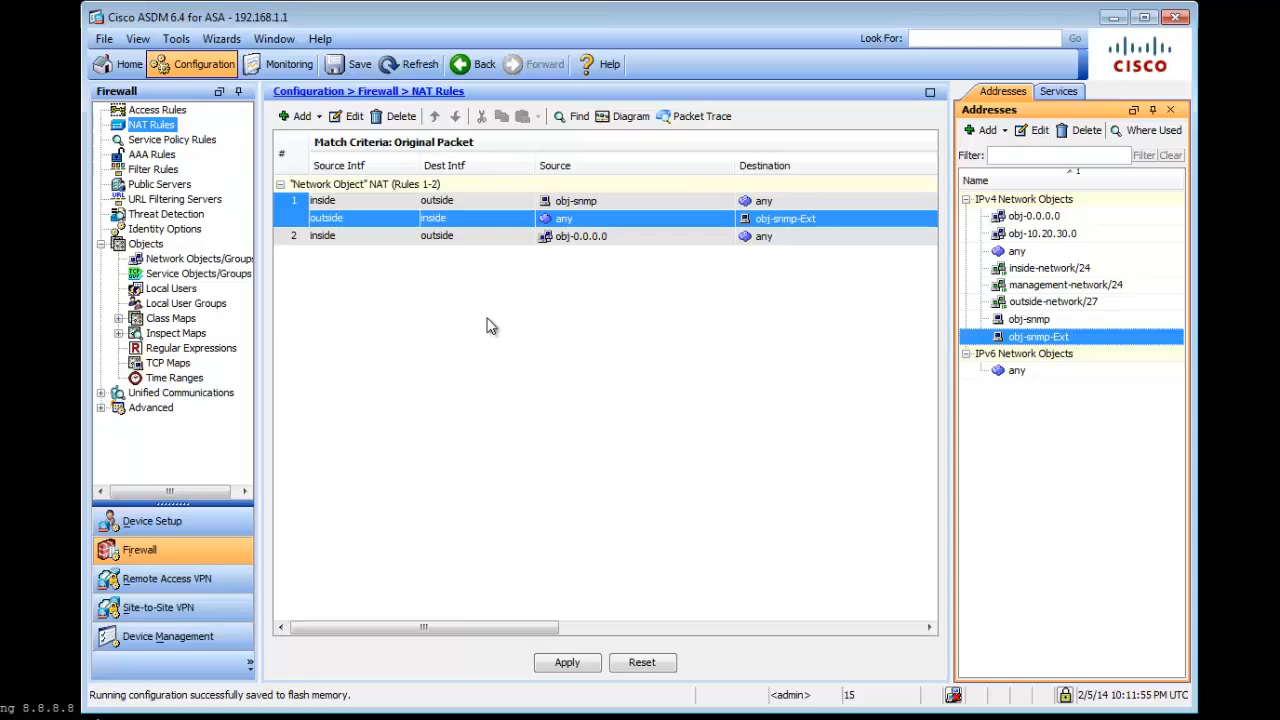 Cisco ASDM 6.4 for ASA - 192.168.1.1
File View Tools Wizards Window Help Look For: Go
Home Configuration Monitoring Save Refresh Back Forward Help
CISCO
Firewall
Access Rules
NAT Rules
Service Policy Rules
AAA Rules
Filter Rules
Public Servers
URL Filtering Servers
Threat Detection
Identity Options
Objects
Network Objects/Groups
Service Objects/Groups
Local Users
Local User Groups
Class Maps
Inspect Maps
Regular Expressions
TCP Maps
Time Ranges
Unified Communications
Advanced
Device Setup
Firewall
Remote Access VPN
Site-to-Site VPN
Device Management
»
Configuration > Firewall > NAT Rules
Add Edit Delete Find Diagram Packet Trace
# Match Criteria: Original Packet
Source Intf Dest Intf Source Destination
"Network Object" NAT (Rules 1-2)
1 inside outside obj-snmp any
outside inside any obj-snmp-Ext
2 inside outside obj-0.0.0.0 any
Apply Reset
Addresses Services
Addresses
Add Edit Delete Where Used
Filter: Filter Clear
1
Name
IPv4 Network Objects
obj-0.0.0.0
obj-10.20.30.0
any
inside-network/24
management-network/24
outside-network/27
obj-snmp
obj-snmp-Ext
IPv6 Network Objects
any
Running configuration successfully saved to flash memory. <admin> 15 2/5/14 10:11:55 PM UTC
ng 8.8.8.8